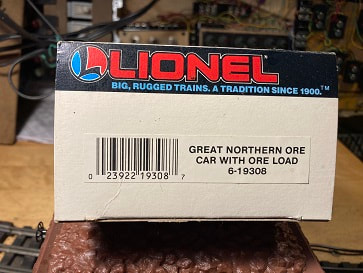 LIONEL
BIG, RUGGED TRAINS. A TRADITION SINCE 1900.™
GREAT NORTHERN ORE
CAR WITH ORE LOAD
6-19308
0 23922 19308 7